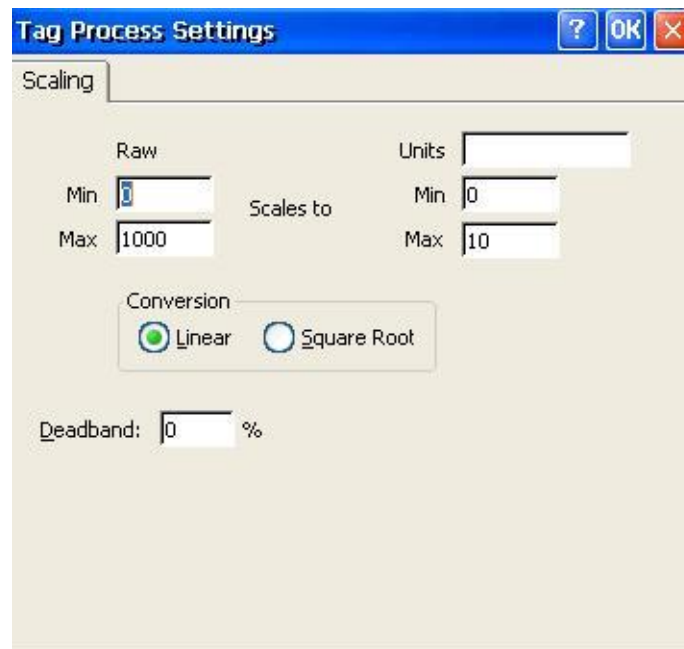 Tag Process Settings ? OK ×
Scaling
Raw Units
Min 0 Scales to Min 0
Max 1000 Max 10
Conversion
Linear Square Root
Deadband: 0 %